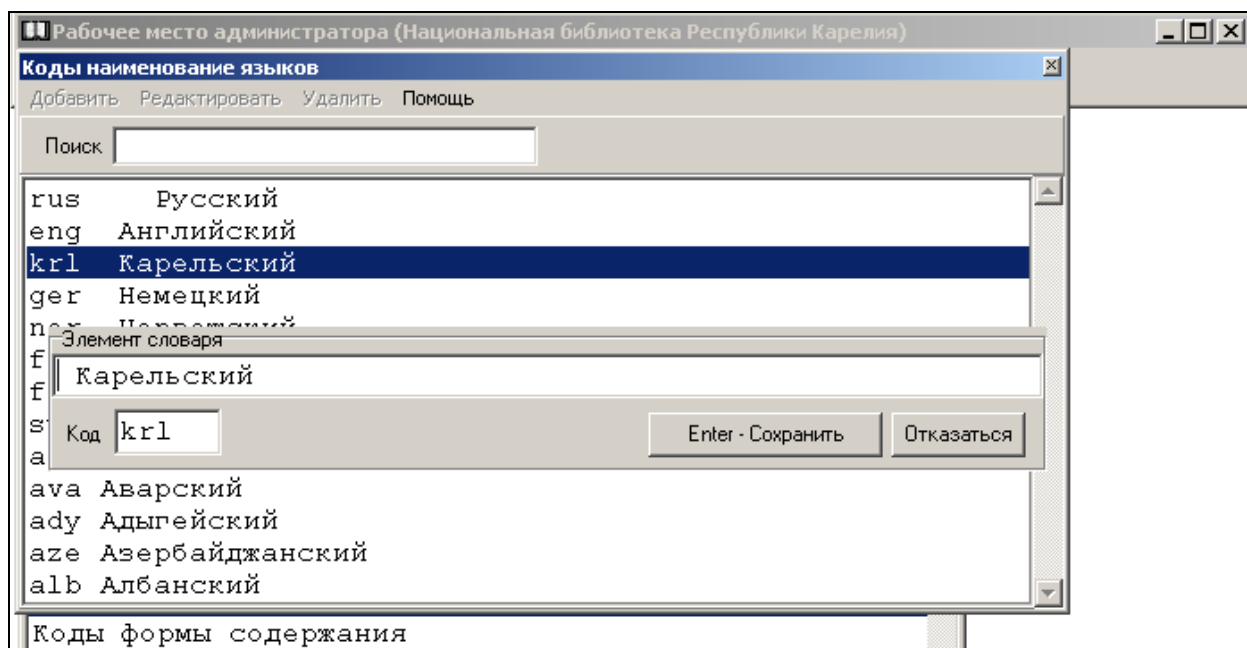 Рабочее место администратора (Национальная библиотека Республики Карелия)
Коды наименование языков
Добавить Редактировать Удалить Помощь
Поиск
rus Русский
eng Английский
krl Карельский
ger Немецкий
Элемент словаря
f
Карельский
f
s
Код krl Enter - Сохранить Отказаться
a
ava Аварский
ady Адыгейский
aze Азербайджанский
alb Албанский
Коды формы содержания